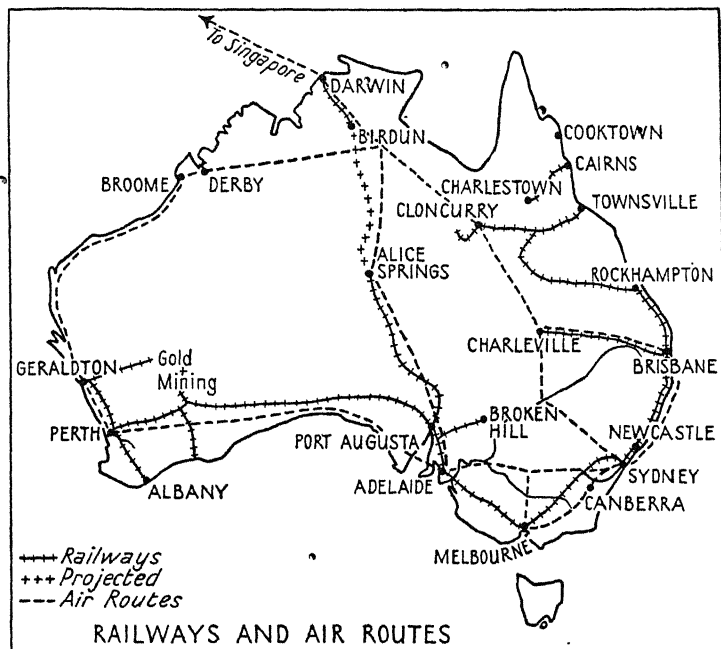 To Singapore
DARWIN
BIRDUN
COOKTOWN
CAIRNS
BROOME
DERBY
CHARLESTOWN
CLONCURRY
TOWNSVILLE
ALICE
SPRINGS
ROCKHAMPTON
CHARLEVILLE
BRISBANE
GERALDTON
Gold
Mining
PERTH
PORT AUGUSTA
BROKEN
HILL
NEWCASTLE
ALBANY
ADELAIDE
SYDNEY
CANBERRA
MELBOURNE
Railways
Projected
Air Routes
RAILWAYS AND AIR ROUTES